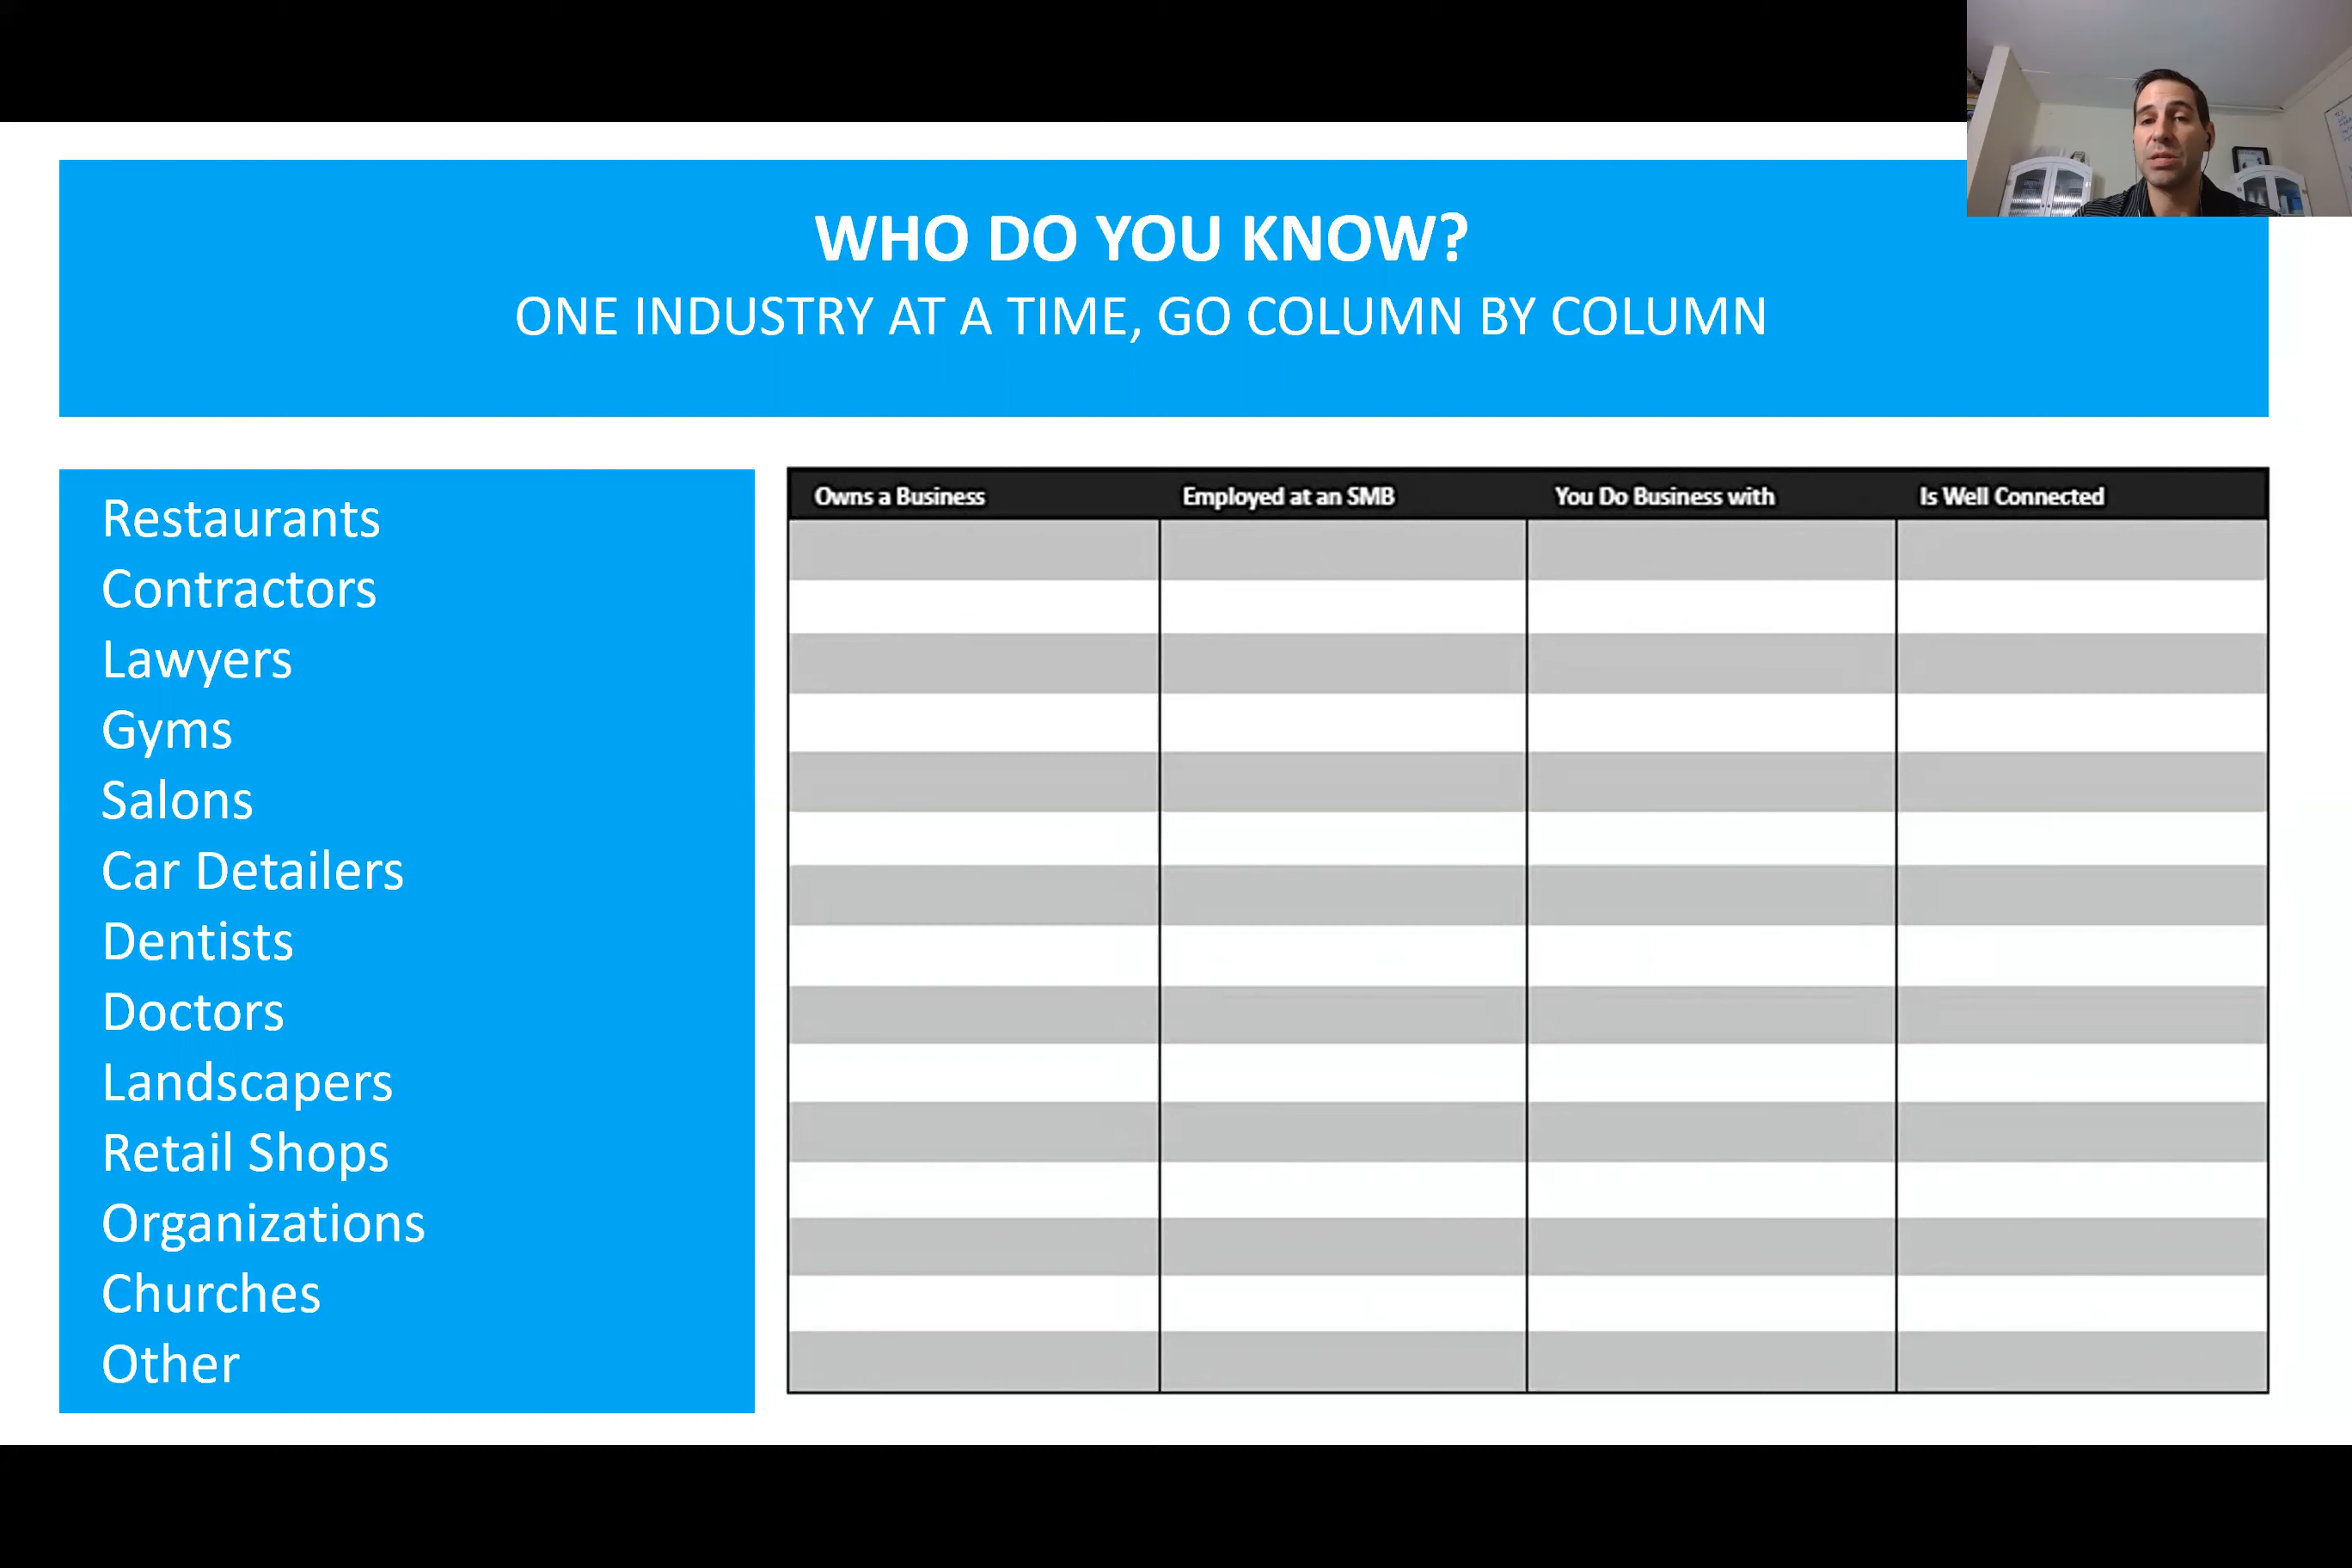 WHO DO YOU KNOW?
ONE INDUSTRY AT A TIME, GO COLUMN BY COLUMN
Restaurants
Contractors
Lawyers
Gyms
Salons
Car Detailers
Dentists
Doctors
Landscapers
Retail Shops
Organizations
Churches
Other
Owns a Business Employed at an SMB You Do Business with Is Well Connected